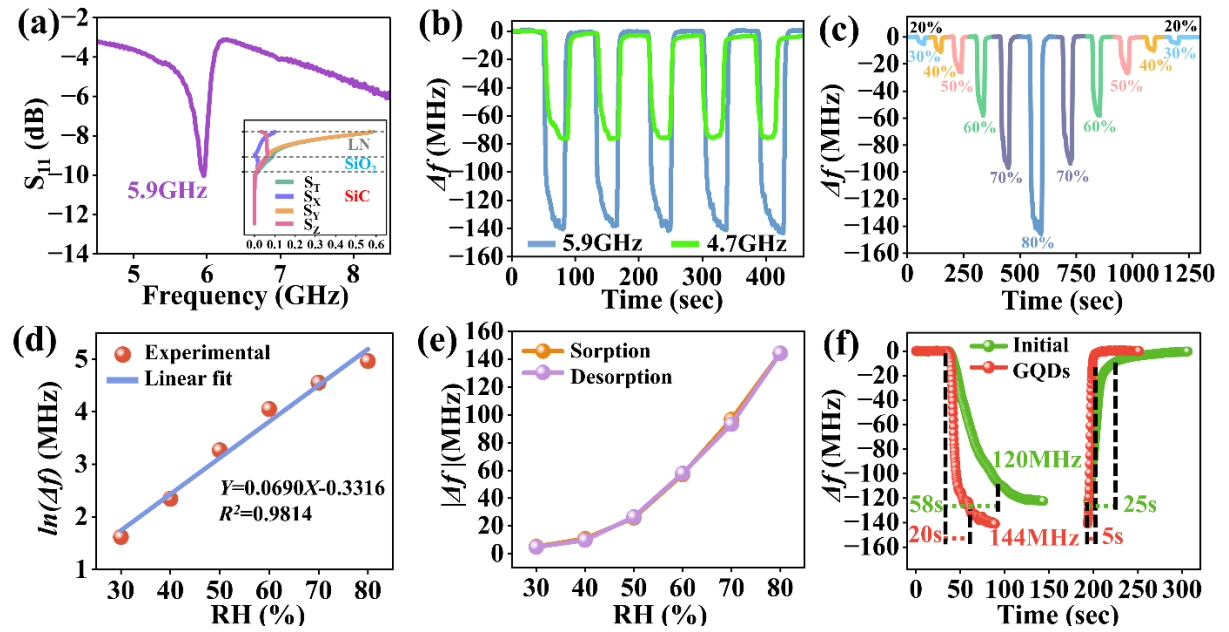 (a)
−2
−4
−6
−8
−10
−12
−14
S₁₁ (dB)
5.9GHz
LN
SiO₂
SiC
S_T
S_X
S_Y
S_Z
0.0 0.1 0.2 0.3 0.4 0.5 0.6
5 6 7 8
Frequency (GHz)
(b)
0
−20
−40
−60
−80
−100
−120
−140
−160
Δf (MHz)
5.9GHz
4.7GHz
0 100 200 300 400
Time (sec)
(c)
0
−20
−40
−60
−80
−100
−120
−140
−160
Δf (MHz)
20% 20%
30% 30%
40% 40%
50% 50%
60% 60%
70% 70%
80%
0 250 500 750 1000 1250
Time (sec)
(d)
5
4
3
2
1
ln(Δf) (MHz)
Experimental
Linear fit
Y=0.0690X-0.3316
R²=0.9814
30 40 50 60 70 80
RH (%)
(e)
160
140
120
100
80
60
40
20
0
|Δf|(MHz)
Sorption
Desorption
30 40 50 60 70 80
RH (%)
(f)
0
−20
−40
−60
−80
−100
−120
−140
−160
Δf (MHz)
Initial
GQDs
120MHz
58s
25s
20s
144MHz
5s
0 50 100 150 200 250 300
Time (sec)